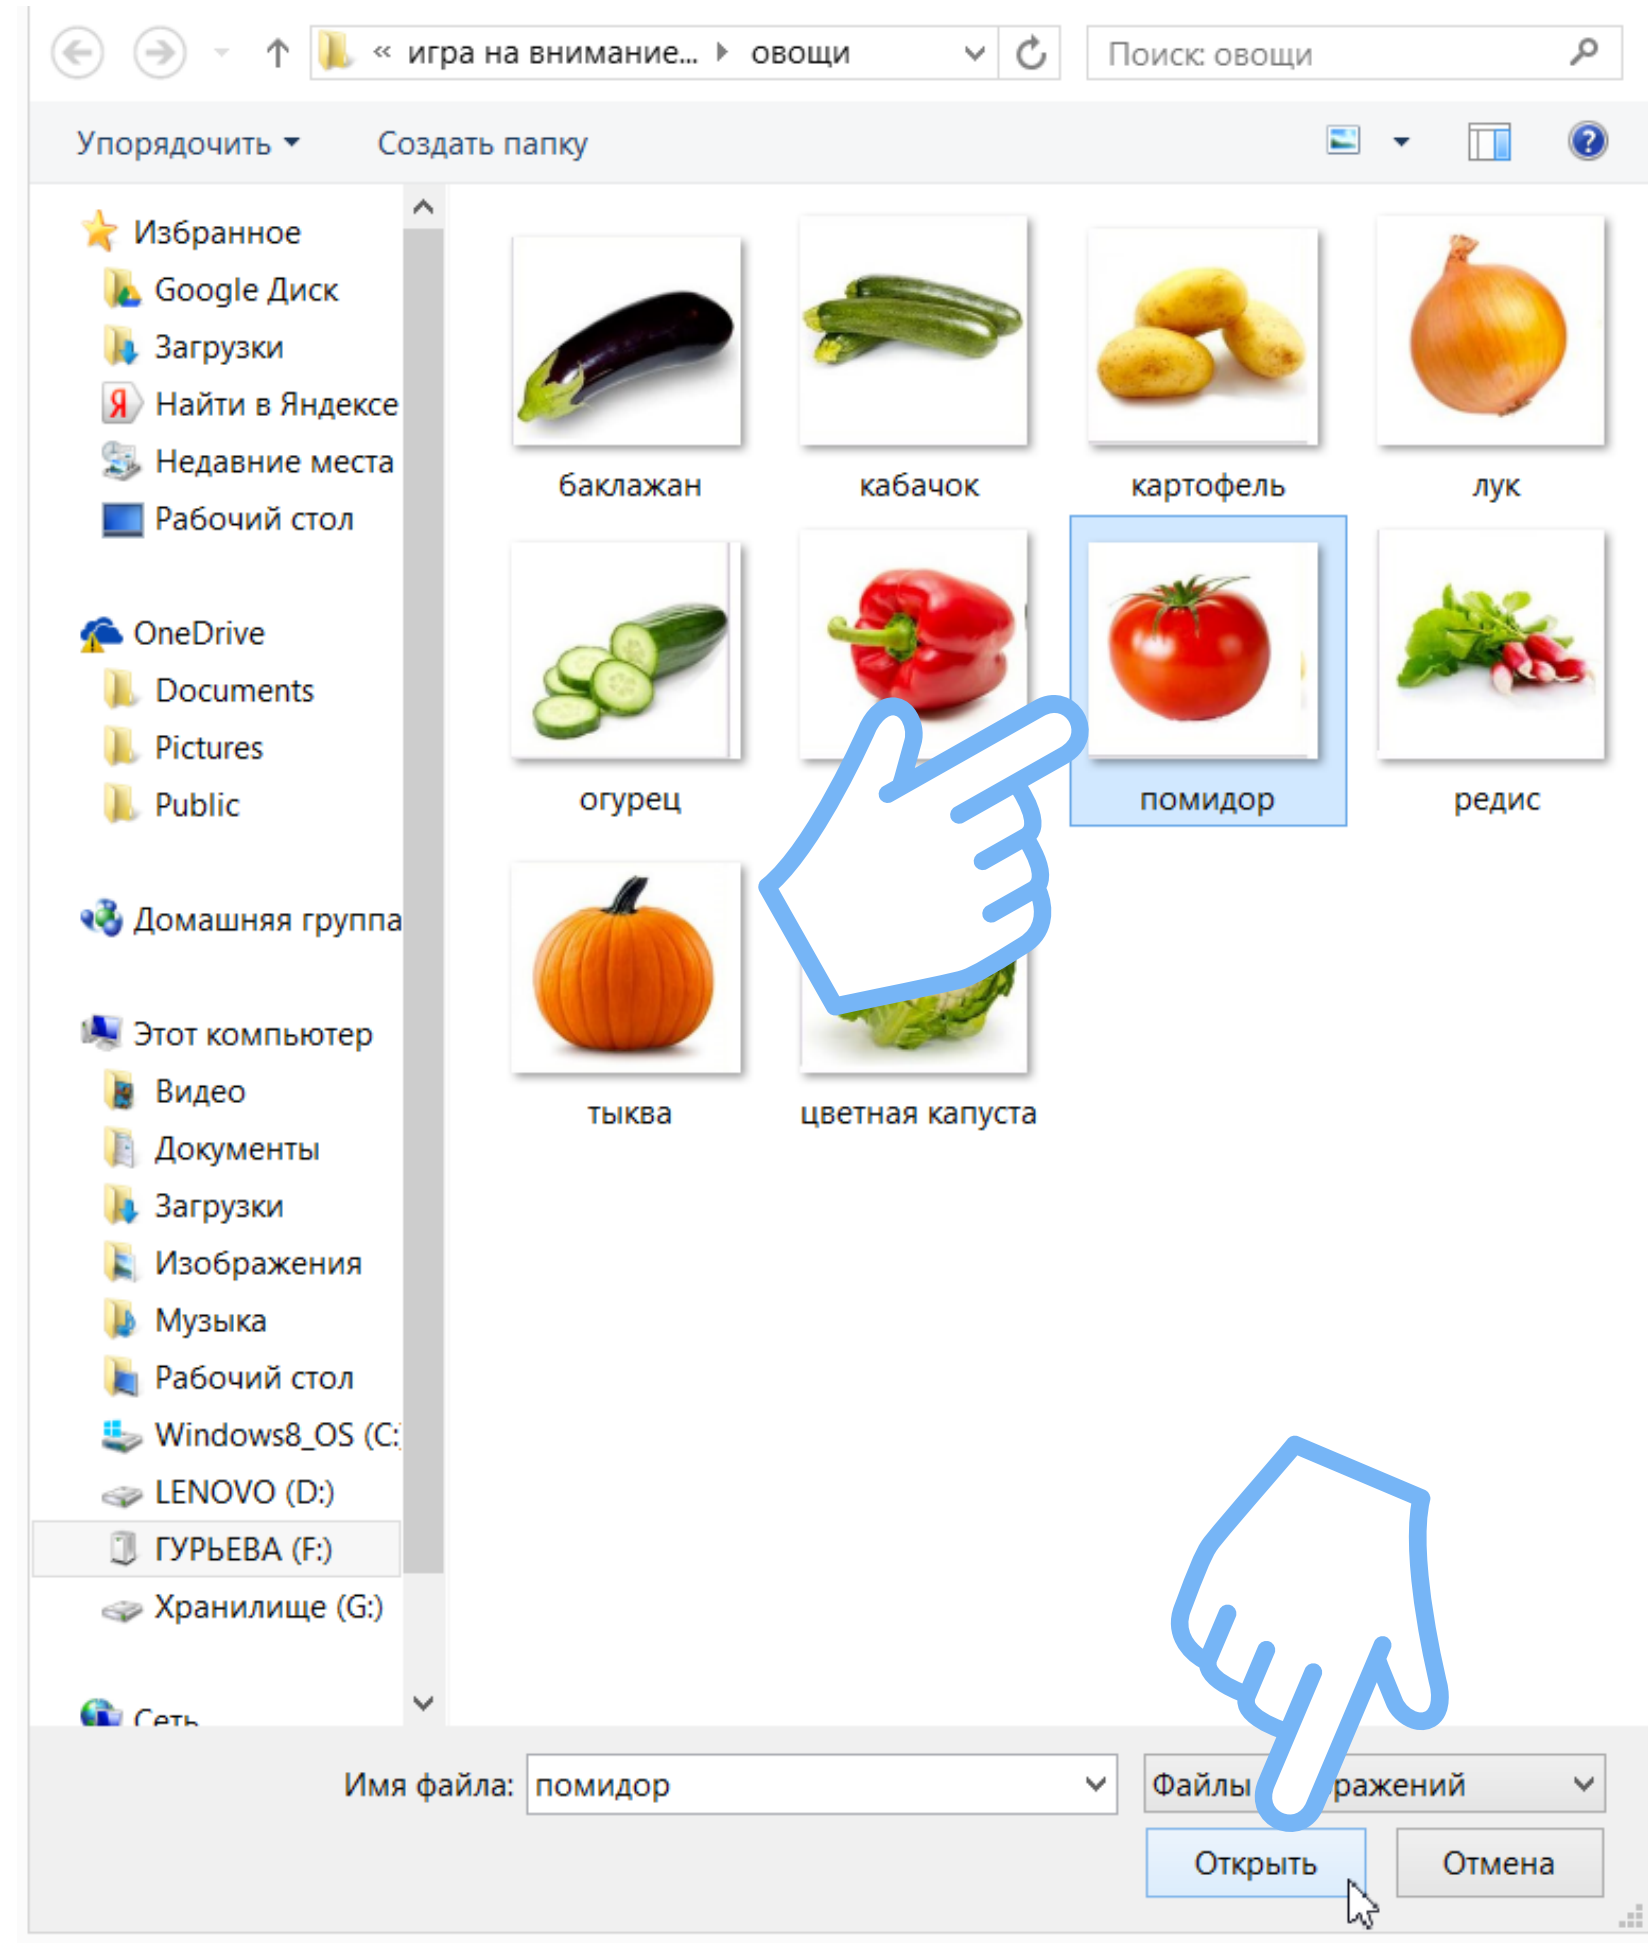 « игра на внимание... овощи
Поиск: овощи
Упорядочить
Создать папку
Избранное
Google Диск
Загрузки
Я Найти в Яндексе
Недавние места
Рабочий стол
OneDrive
Documents
Pictures
Public
Домашняя группа
Этот компьютер
Видео
Документы
Загрузки
Изображения
Музыка
Рабочий стол
Windows8_OS (C:
LENOVO (D:)
ГУРЬЕВА (F:)
Хранилище (G:)
Сеть
баклажан кабачок картофель лук
огурец помидор редис
тыква цветная капуста
Имя файла: помидор
Файлы
Открыть
Отмена